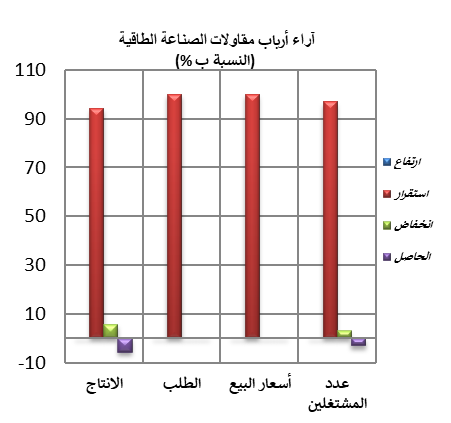 آراء أرباب مقاولات الصناعة الطاقية
(النسبة ب %)
110
90
70
50
30
10
-10
ارتفاع
استقرار
انخفاض
الحاصل
الانتاج
الطلب
أسعار البيع
عدد
المشتغلين